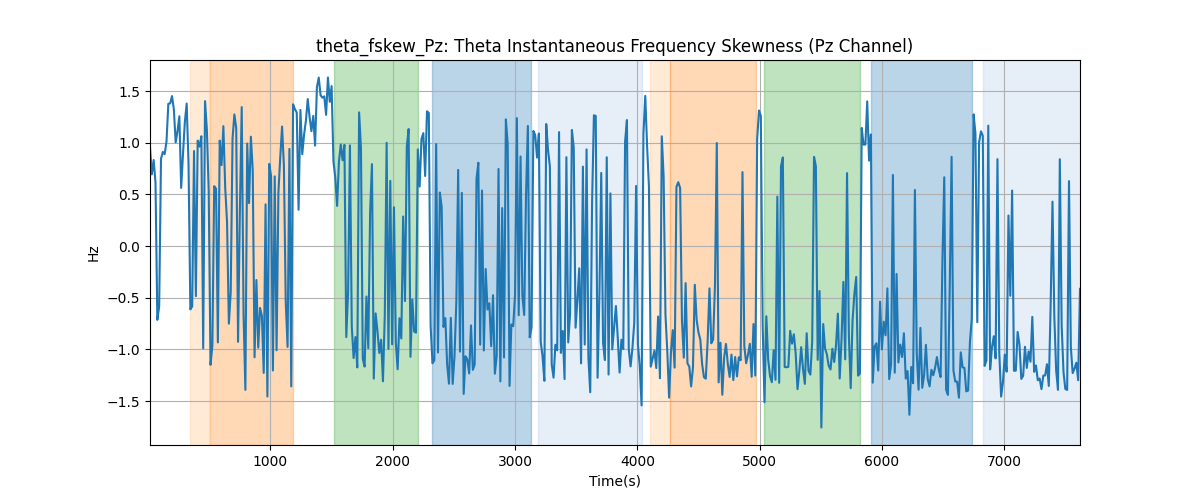 theta_fskew_Pz: Theta Instantaneous Frequency Skewness (Pz Channel)
1.5
1.0
0.5
0.0
−0.5
−1.0
−1.5
Hz
1000 2000 3000 4000 5000 6000 7000
Time(s)